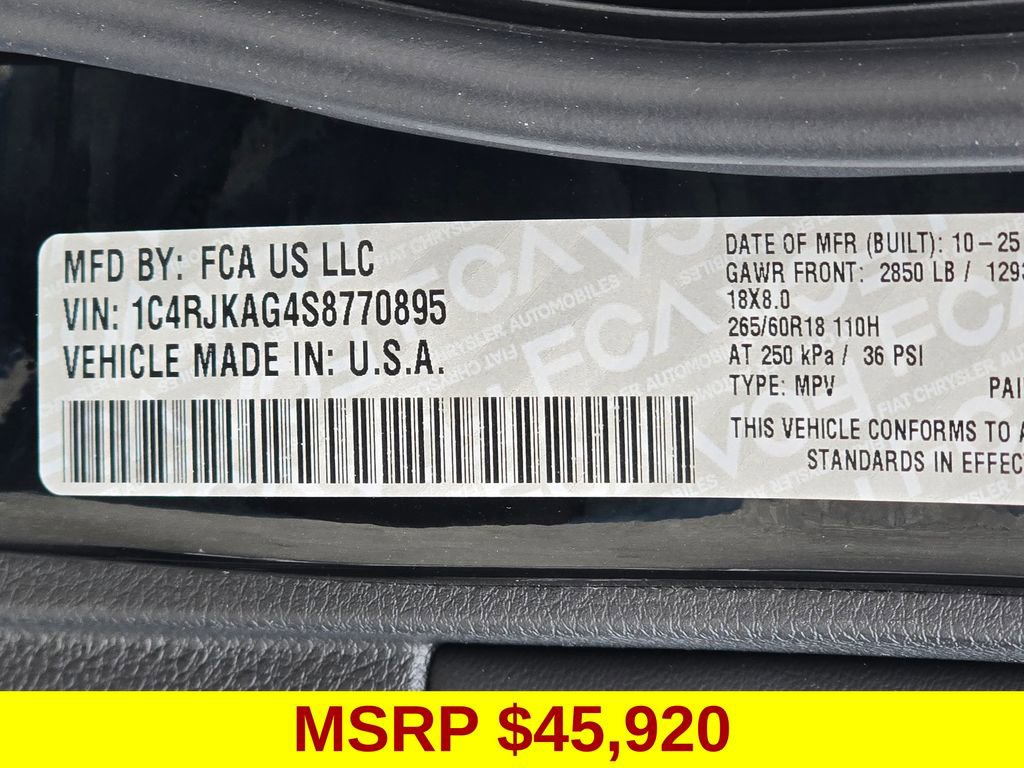 MFD BY: FCA US LLC
VIN: 1C4RJKAG4S8770895
VEHICLE MADE IN: U.S.A.
DATE OF MFR (BUILT): 10-25
GAWR FRONT: 2850 LB / 1293
18X8.0
265/60R18 110H
AT 250 kPa / 36 PSI
TYPE: MPV PAI
THIS VEHICLE CONFORMS TO A
STANDARDS IN EFFEC
MSRP $45,920